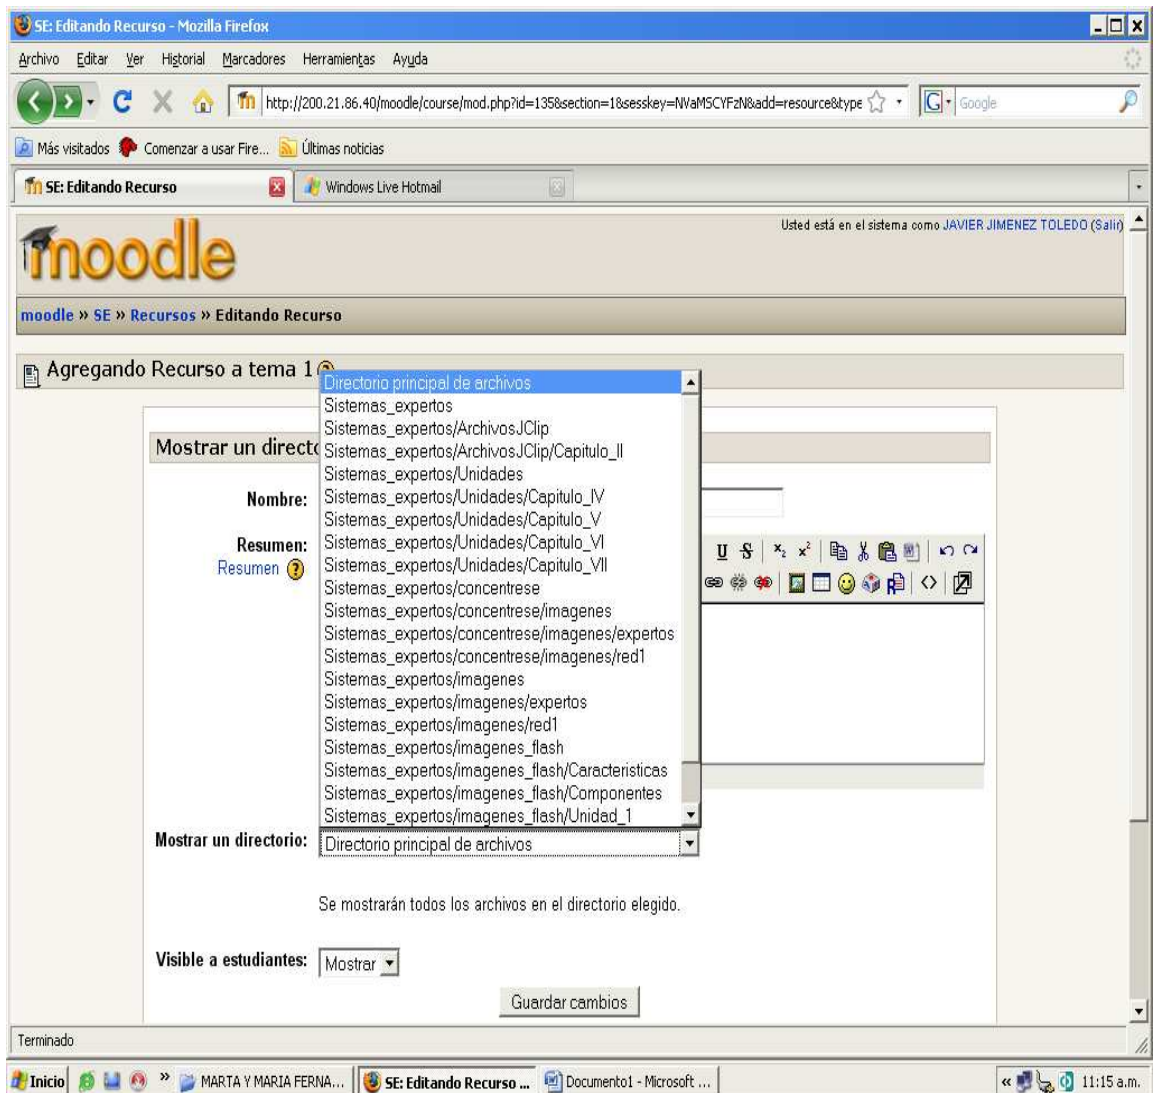 SE: Editando Recurso - Mozilla Firefox
Archivo Editar Ver Historial Marcadores Herramientas Ayuda
http://200.21.86.40/moodle/course/mod.php?id=135&section=1&sesskey=NVaM5CYFzN&add=resource&type
G Google
Más visitados Comenzar a usar Fire... Últimas noticias
SE: Editando Recurso Windows Live Hotmail
moodle
Usted está en el sistema como JAVIER JIMENEZ TOLEDO (Salir)
moodle » SE » Recursos » Editando Recurso
Agregando Recurso a tema 1
Directorio principal de archivos
Sistemas_expertos
Sistemas_expertos/ArchivosJClip
Sistemas_expertos/ArchivosJClip/Capitulo_II
Sistemas_expertos/Unidades
Sistemas_expertos/Unidades/Capitulo_IV
Sistemas_expertos/Unidades/Capitulo_V
Sistemas_expertos/Unidades/Capitulo_VI
Sistemas_expertos/Unidades/Capitulo_VII
Sistemas_expertos/concentrese
Sistemas_expertos/concentrese/imagenes
Sistemas_expertos/concentrese/imagenes/expertos
Sistemas_expertos/concentrese/imagenes/red1
Sistemas_expertos/imagenes
Sistemas_expertos/imagenes/expertos
Sistemas_expertos/imagenes/red1
Sistemas_expertos/imagenes_flash
Sistemas_expertos/imagenes_flash/Caracteristicas
Sistemas_expertos/imagenes_flash/Componentes
Sistemas_expertos/imagenes_flash/Unidad_1
Mostrar un directo
Nombre:
Resumen:
Resumen ?
U S x₂ x²
Mostrar un directorio: Directorio principal de archivos
Se mostrarán todos los archivos en el directorio elegido.
Visible a estudiantes: Mostrar
Guardar cambios
Terminado
Inicio » MARTA Y MARIA FERNA... SE: Editando Recurso ... Documento1 - Microsoft ... « 11:15 a.m.